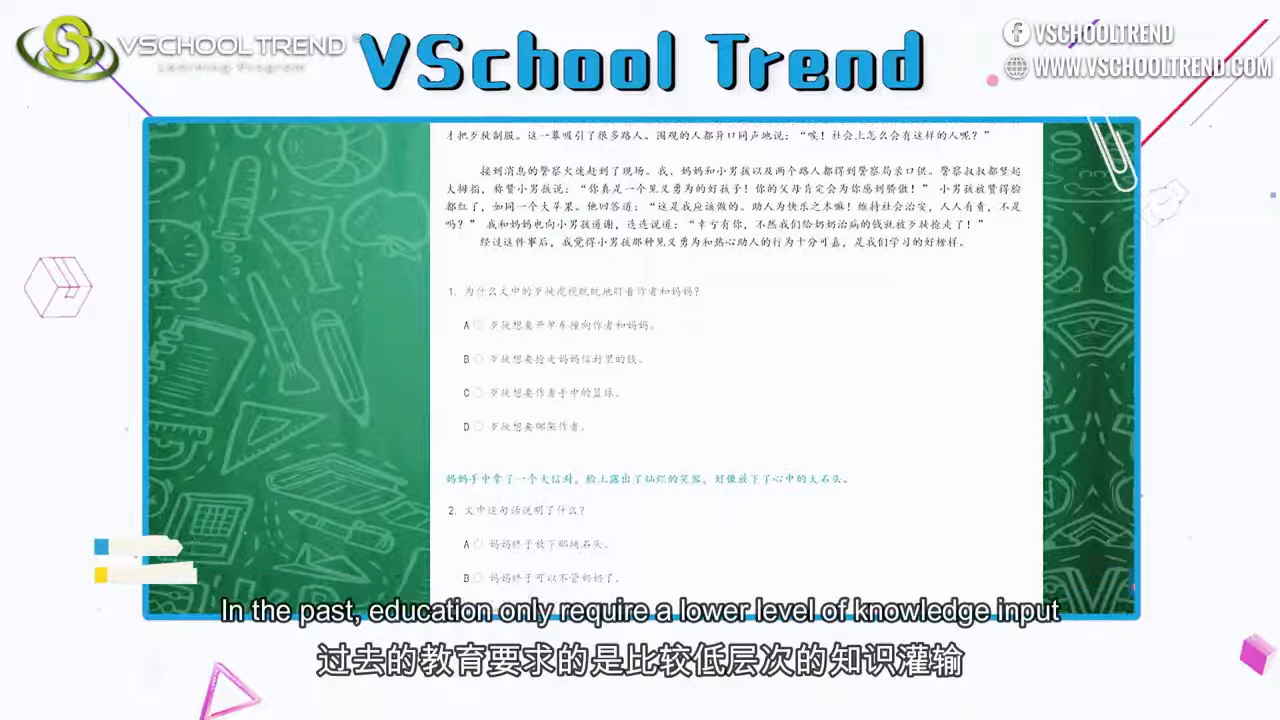 VSCHOOL TREND
Learning Program
VSchool Trend
VSCHOOLTREND
WWW.VSCHOOLTREND.COM
才把歹徒制服。这一幕吸引了很多路人。围观的人都异口同声地说：“唉！社会上怎么会有这样的人呢？”
接到消息的警察火速赶到了现场。我、妈妈和小男孩以及两个路人都得到警察局录口供。警察叔叔都竖起
大拇指，称赞小男孩说：“你真是一个见义勇为的好孩子！你的父母肯定会为你感到骄傲！” 小男孩被赞得脸
都红了，如同一个大苹果。他回答道：“这是我应该做的。助人为快乐之本嘛！维持社会治安，人人有责，不是
吗？” 我和妈妈也向小男孩道谢，连连说道：“幸亏有你，不然我们给奶奶治病的钱就被歹徒抢走了！”
经过这件事后，我觉得小男孩那种见义勇为和热心助人的行为十分可嘉，是我们学习的好榜样。
1. 为什么文中的歹徒虎视眈眈地盯着作者和妈妈？
A 歹徒想要开单车撞向作者和妈妈。
B 歹徒想要抢走妈妈信封里的钱。
C 歹徒想要作者手中的篮球。
D 歹徒想要绑架作者。
妈妈手中拿了一个大信封，脸上露出了灿烂的笑容，好像放下了心中的大石头。
2. 文中这句话说明了什么？
A 妈妈终于放下那块石头。
B 妈妈终于可以不管奶奶了。
In the past, education only require a lower level of knowledge input
过去的教育要求的是比较低层次的知识灌输